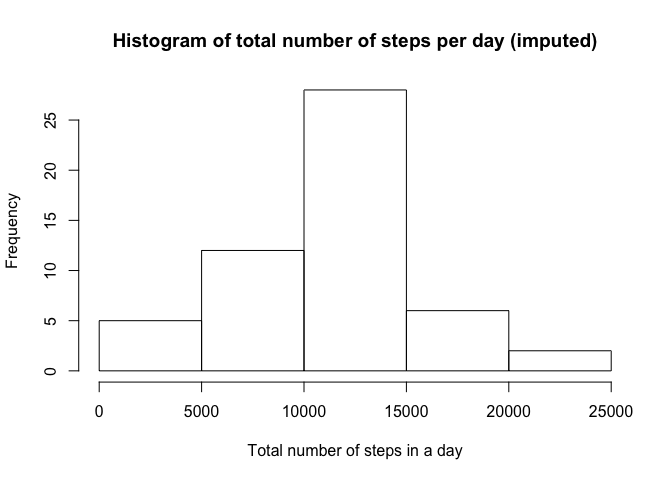 Histogram of total number of steps per day (imputed)
Frequency
25
20
15
10
5
0
0 5000 10000 15000 20000 25000
Total number of steps in a day